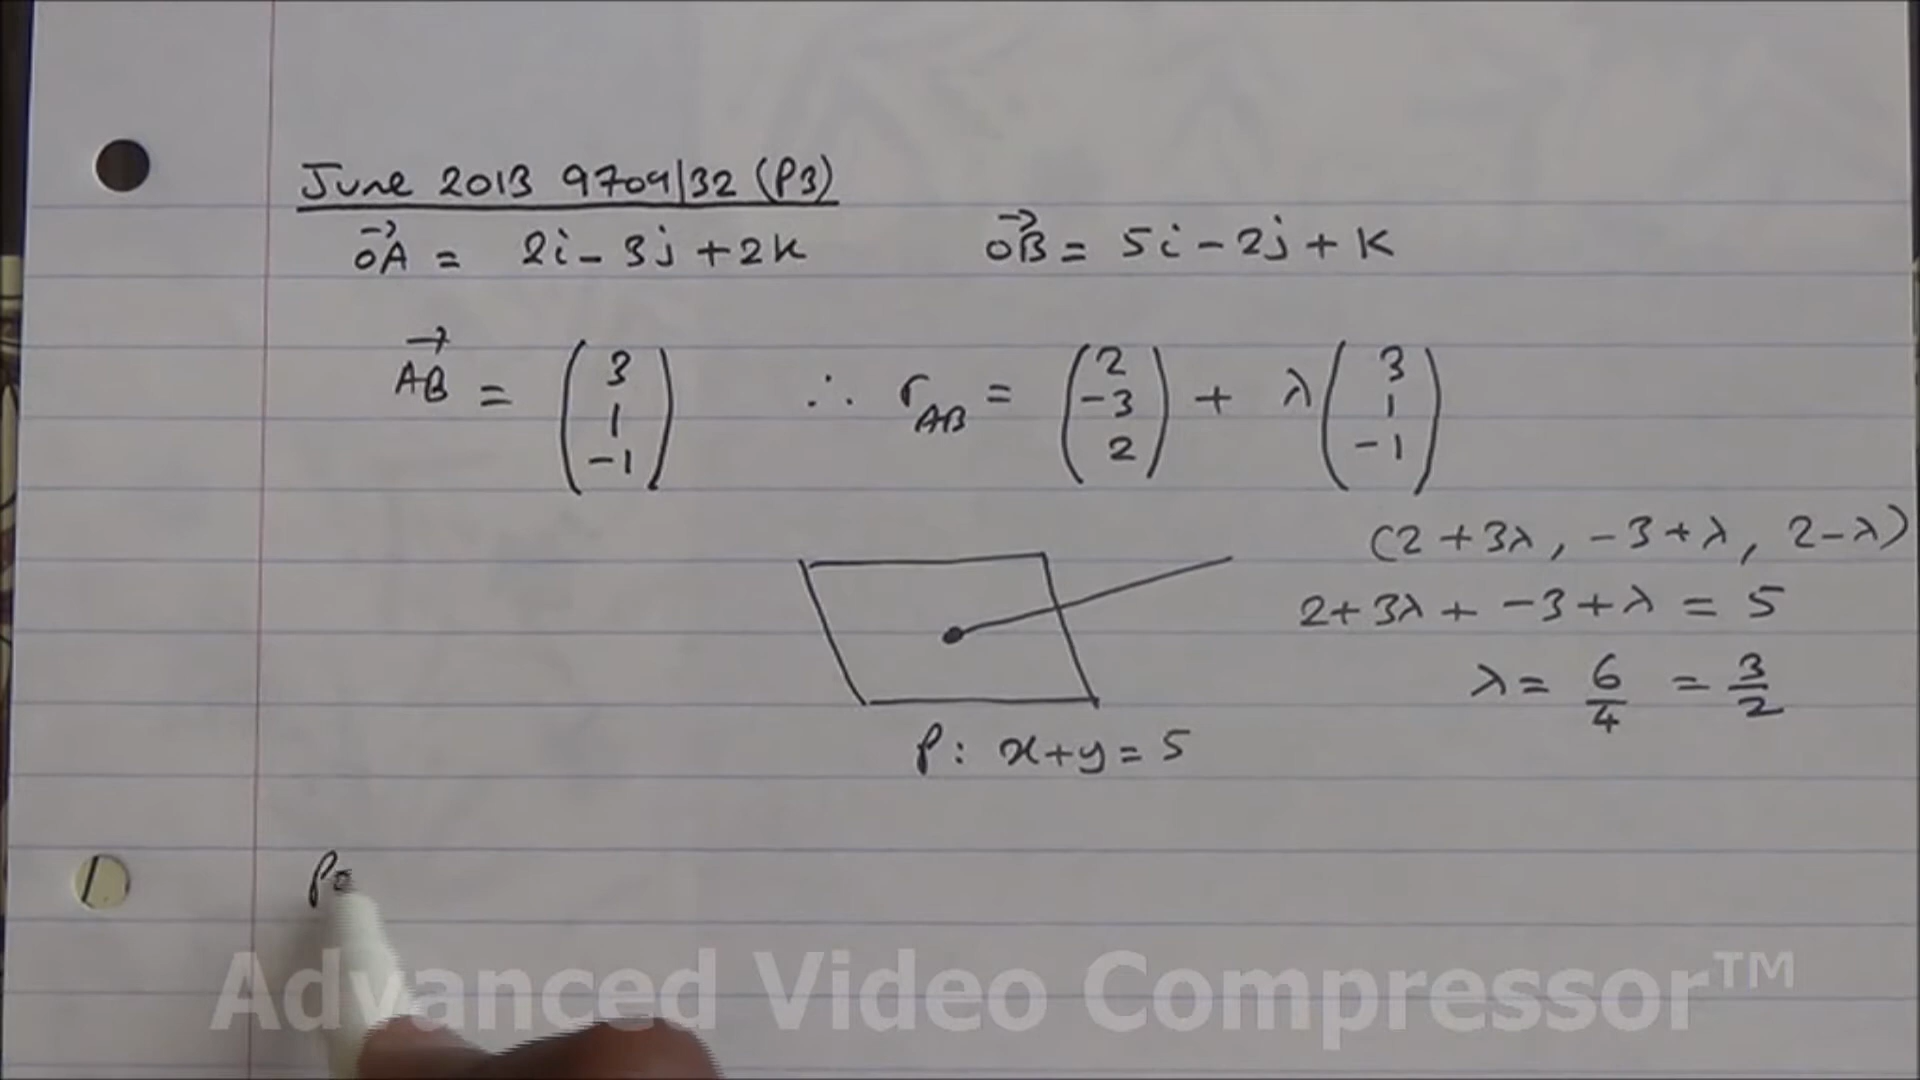 June 2013 9709/32 (P3)
→OA = 2i - 3j + 2k →OB = 5i - 2j + k
→AB = (3 1 -1) ∴ r_AB = (2 -3 2) + λ(3 1 -1)
(2+3λ, -3+λ, 2-λ)
2+3λ + -3+λ = 5
λ = 6/4 = 3/2
P: x+y = 5
Po
Advanced Video Compressor™